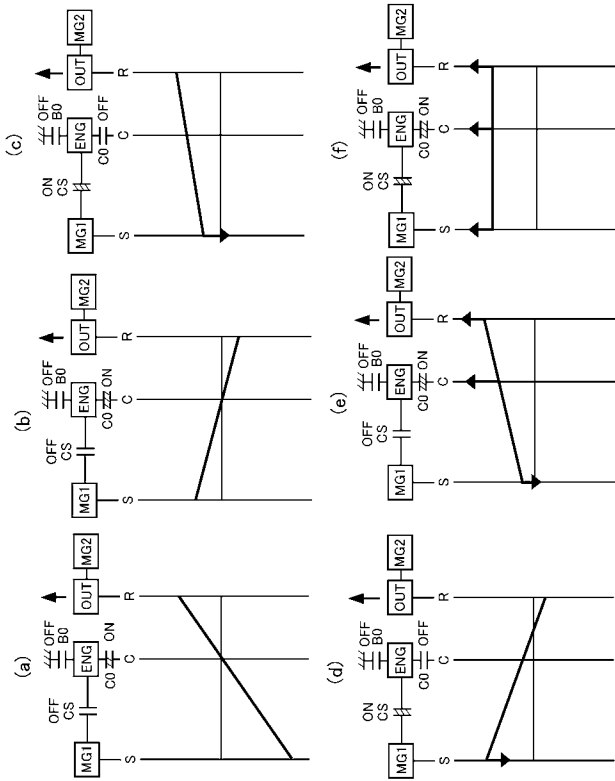 (a)
OFF
B0
OFF
CS
MG1
ENG
OUT
MG2
C0
ON
S
C
R
(b)
OFF
B0
OFF
CS
MG1
ENG
OUT
MG2
C0
ON
S
C
R
(c)
OFF
B0
ON
CS
MG1
ENG
OUT
MG2
C0
OFF
S
C
R
(d)
OFF
B0
ON
CS
MG1
ENG
OUT
MG2
C0
OFF
S
C
R
(e)
OFF
B0
OFF
CS
MG1
ENG
OUT
MG2
C0
ON
S
C
R
(f)
OFF
B0
ON
CS
MG1
ENG
OUT
MG2
C0
ON
S
C
R